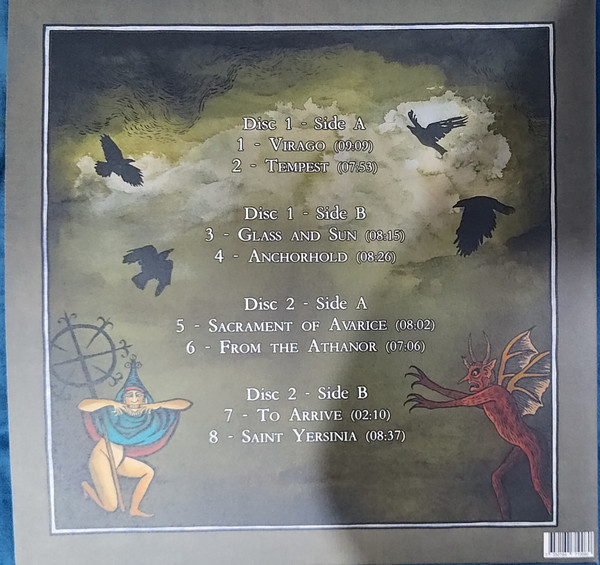 Disc 1 - Side A
1 - Virago (09:09)
2 - Tempest (07:53)
Disc 1 - Side B
3 - Glass and Sun (08:15)
4 - Anchorhold (08:26)
Disc 2 - Side A
5 - Sacrament of Avarice (08:02)
6 - From the Athanor (07:06)
Disc 2 - Side B
7 - To Arrive (02:10)
8 - Saint Yersinia (08:37)